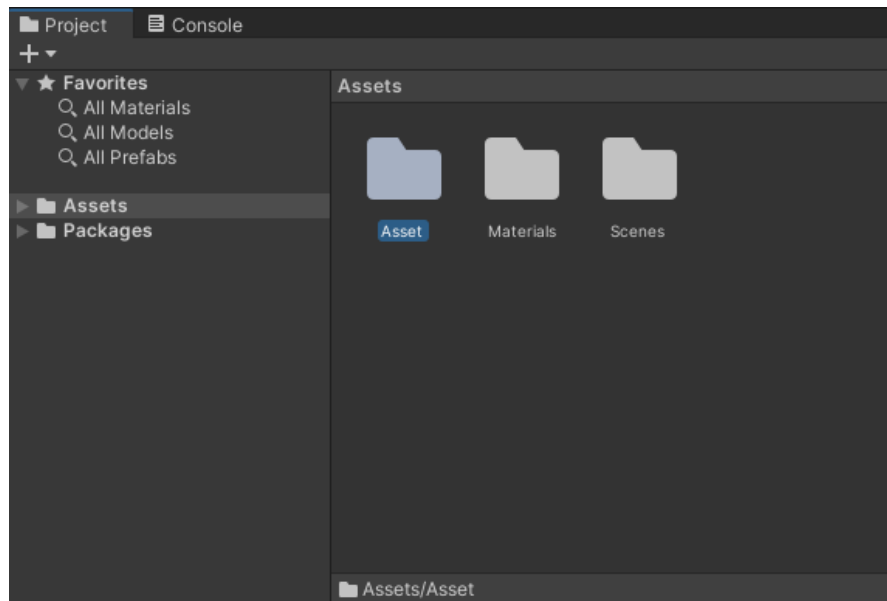 Project Console
Favorites
All Materials
All Models
All Prefabs
Assets
Packages
Assets
Asset Materials Scenes
Assets/Asset